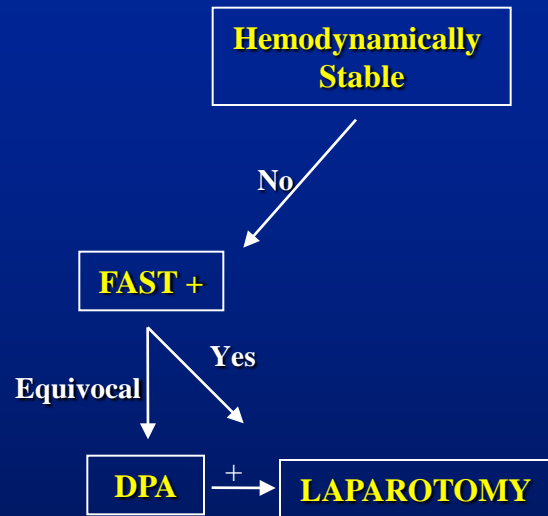 Hemodynamically
Stable
No
FAST +
Yes
Equivocal
DPA
+
LAPAROTOMY